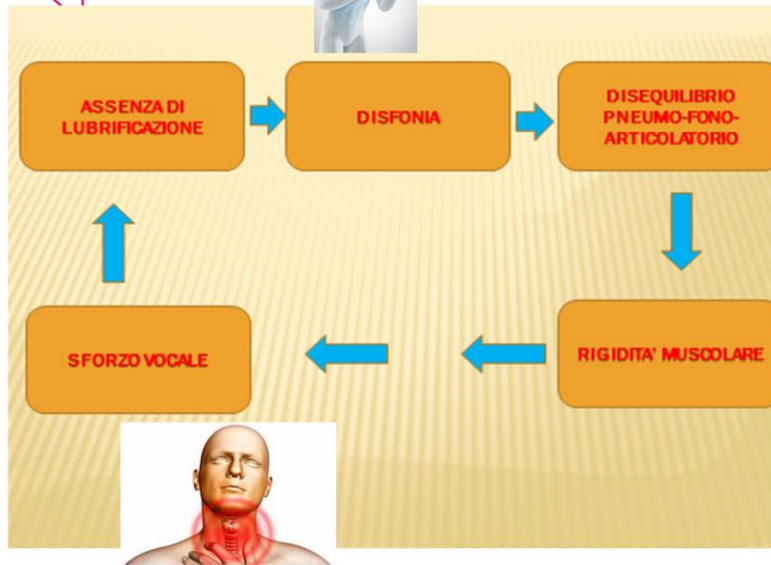 ASSENZA DI
LUBRIFICAZIONE
DISFONIA
DISEQUILIBRIO
PNEUMO-FONO-
ARTICOLATORIO
SFORZO VOCALE
RIGIDITA' MUSCOLARE